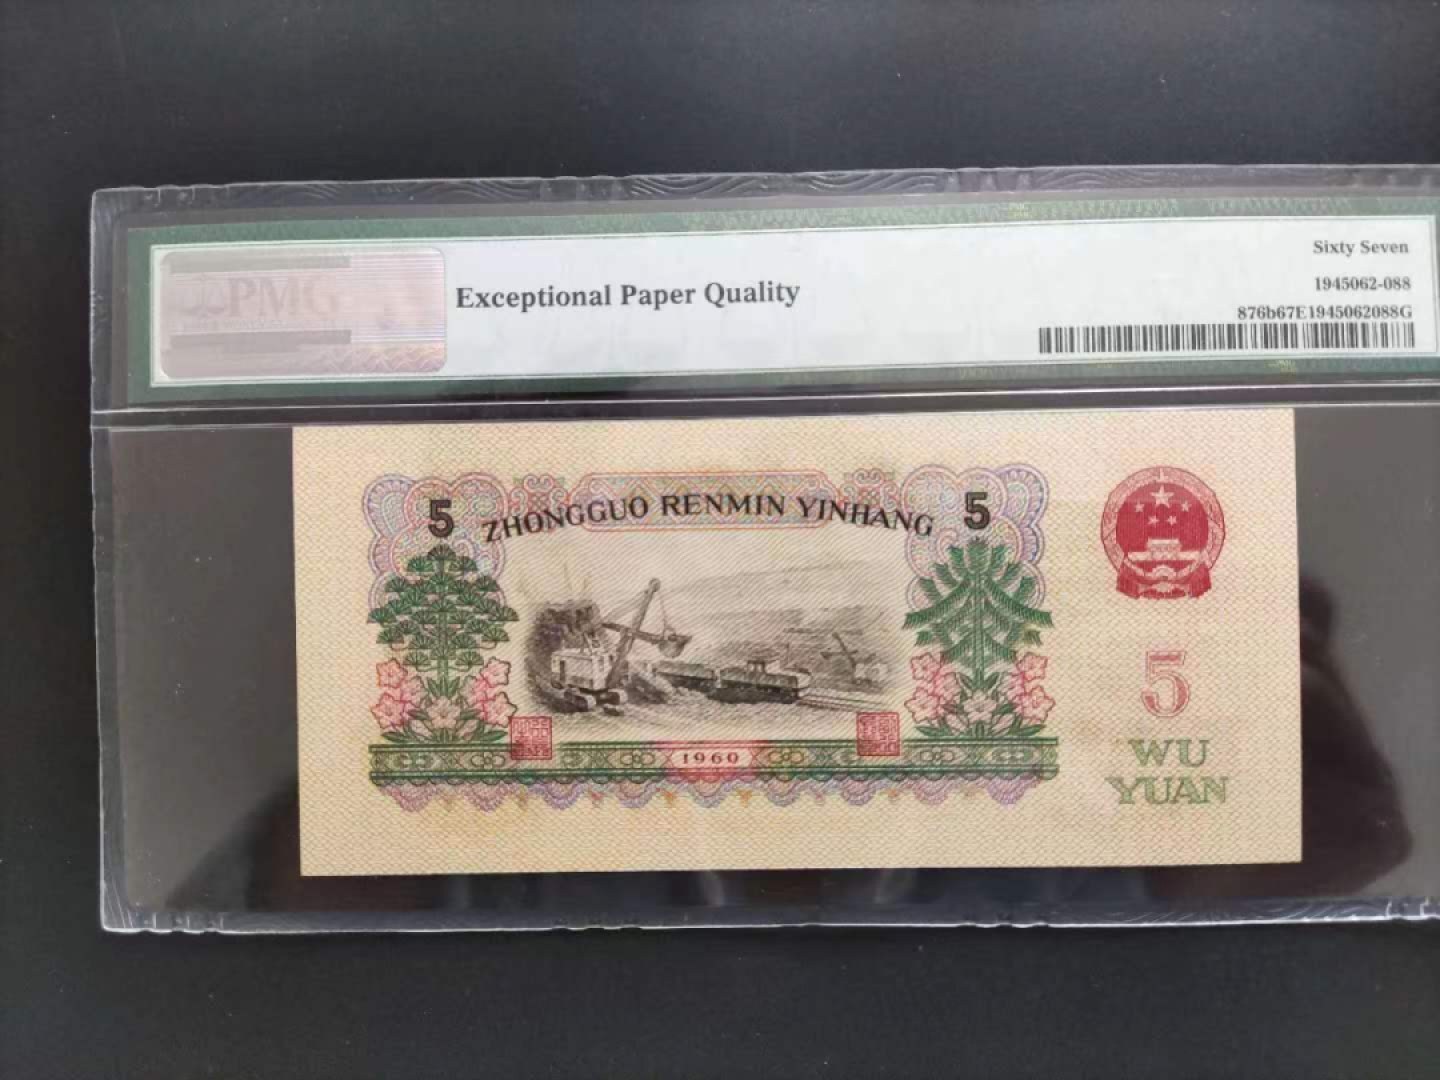 PMG
Exceptional Paper Quality
Sixty Seven
1945062-088
876b67E1945062088G
5 ZHONGGUO RENMIN YINHANG 5
5
1960
WU
YUAN